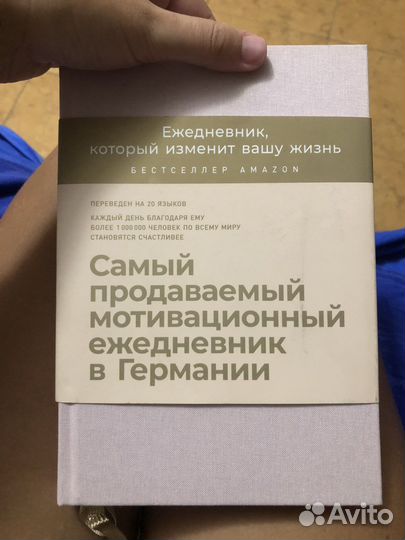 Ежедневник,
который изменит вашу жизнь
БЕСТСЕЛЛЕР AMAZON
ПЕРЕВЕДЕН НА 20 ЯЗЫКОВ
КАЖДЫЙ ДЕНЬ БЛАГОДАРЯ ЕМУ
БОЛЕЕ 1 000 000 ЧЕЛОВЕК ПО ВСЕМУ МИРУ
СТАНОВЯТСЯ СЧАСТЛИВЕЕ
Самый
продаваемый
мотивационный
ежедневник
в Германии
Avito